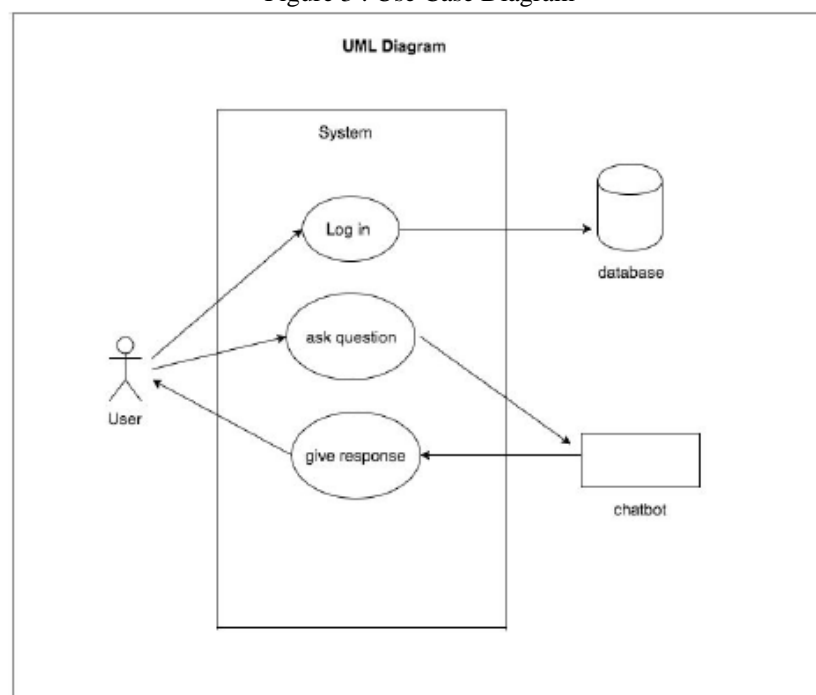 UML Diagram
System
Log in
database
ask question
User
give response
chatbot